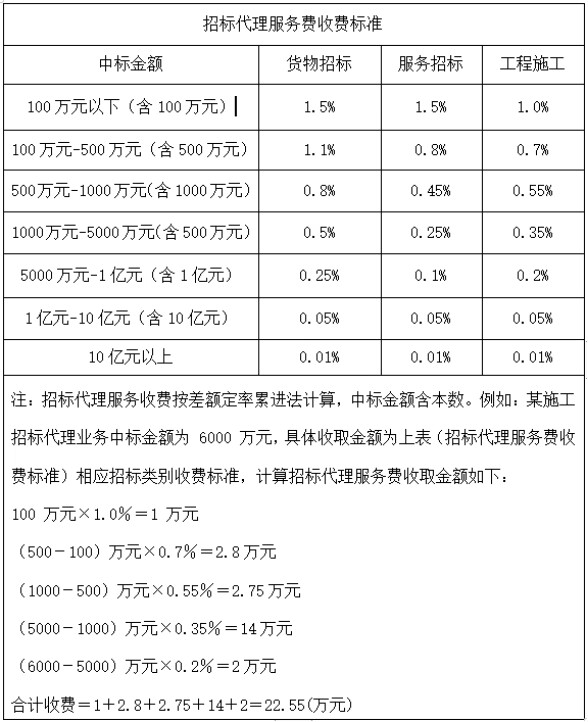 招标代理服务费收费标准
中标金额 货物招标 服务招标 工程施工
100万元以下（含100万元） 1.5% 1.5% 1.0%
100万元-500万元（含500万元） 1.1% 0.8% 0.7%
500万元-1000万元(含1000万元) 0.8% 0.45% 0.55%
1000万元-5000万元(含500万元) 0.5% 0.25% 0.35%
5000万元-1亿元（含1亿元） 0.25% 0.1% 0.2%
1亿元-10亿元（含10亿元） 0.05% 0.05% 0.05%
10亿元以上 0.01% 0.01% 0.01%
注：招标代理服务收费按差额定率累进法计算，中标金额含本数。例如：某施工
招标代理业务中标金额为 6000 万元，具体收取金额为上表（招标代理服务费收
费标准）相应招标类别收费标准，计算招标代理服务费收取金额如下：
100 万元×1.0％＝1 万元
（500－100）万元×0.7％＝2.8万元
（1000－500）万元×0.55％＝2.75万元
（5000－1000）万元×0.35％＝14万元
（6000－5000）万元×0.2％＝2万元
合计收费＝1＋2.8＋2.75＋14＋2＝22.55(万元)